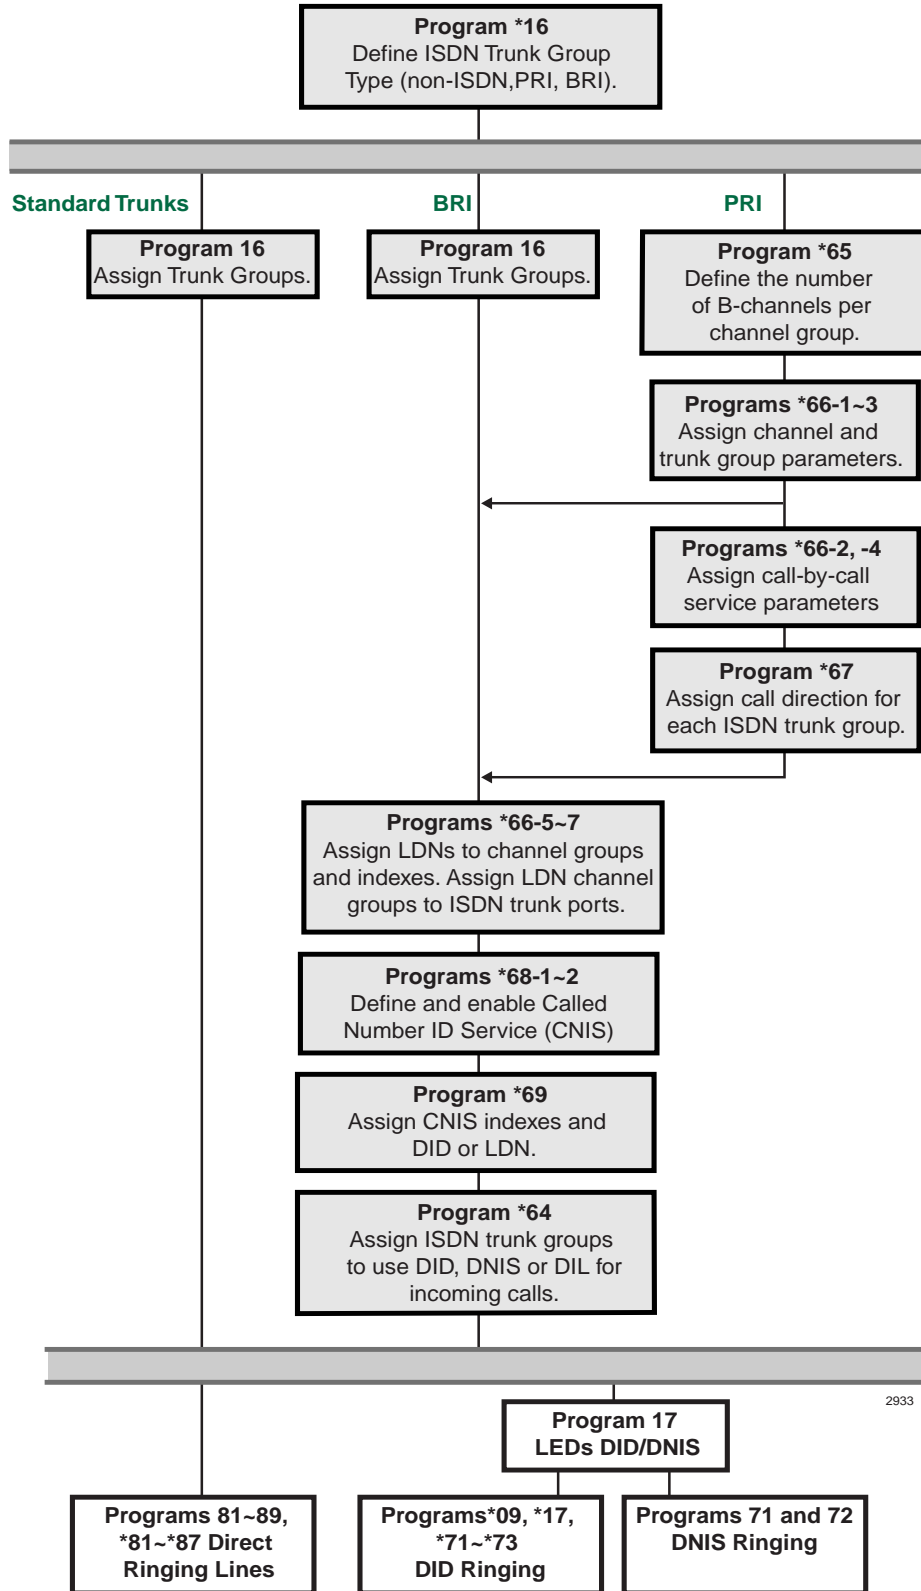 Program *16
Define ISDN Trunk Group
Type (non-ISDN,PRI, BRI).
Standard Trunks
BRI
PRI
Program 16
Assign Trunk Groups.
Program 16
Assign Trunk Groups.
Program *65
Define the number
of B-channels per
channel group.
Programs *66-1~3
Assign channel and
trunk group parameters.
Programs *66-2, -4
Assign call-by-call
service parameters
Program *67
Assign call direction for
each ISDN trunk group.
Programs *66-5~7
Assign LDNs to channel groups
and indexes. Assign LDN channel
groups to ISDN trunk ports.
Programs *68-1~2
Define and enable Called
Number ID Service (CNIS)
Program *69
Assign CNIS indexes and
DID or LDN.
Program *64
Assign ISDN trunk groups
to use DID, DNIS or DIL for
incoming calls.
2933
Program 17
LEDs DID/DNIS
Programs 81~89,
*81~*87 Direct
Ringing Lines
Programs*09, *17,
*71~*73
DID Ringing
Programs 71 and 72
DNIS Ringing